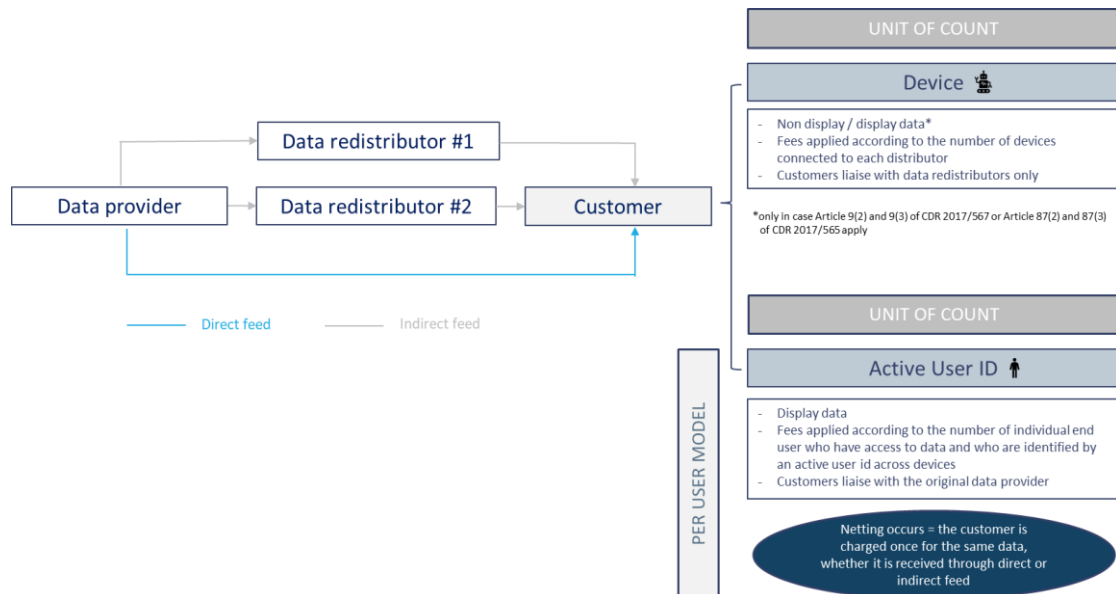 UNIT OF COUNT
Device
- Non display / display data*
- Fees applied according to the number of devices
connected to each distributor
- Customers liaise with data redistributors only
*only in case Article 9(2) and 9(3) of CDR 2017/567 or Article 87(2) and 87(3)
of CDR 2017/565 apply
Data redistributor #1
Data provider
Data redistributor #2
Customer
Direct feed
Indirect feed
UNIT OF COUNT
PER USER MODEL
Active User ID
- Display data
- Fees applied according to the number of individual end
user who have access to data and who are identified by
an active user id across devices
- Customers liaise with the original data provider
Netting occurs = the customer is
charged once for the same data,
whether it is received through direct or
indirect feed